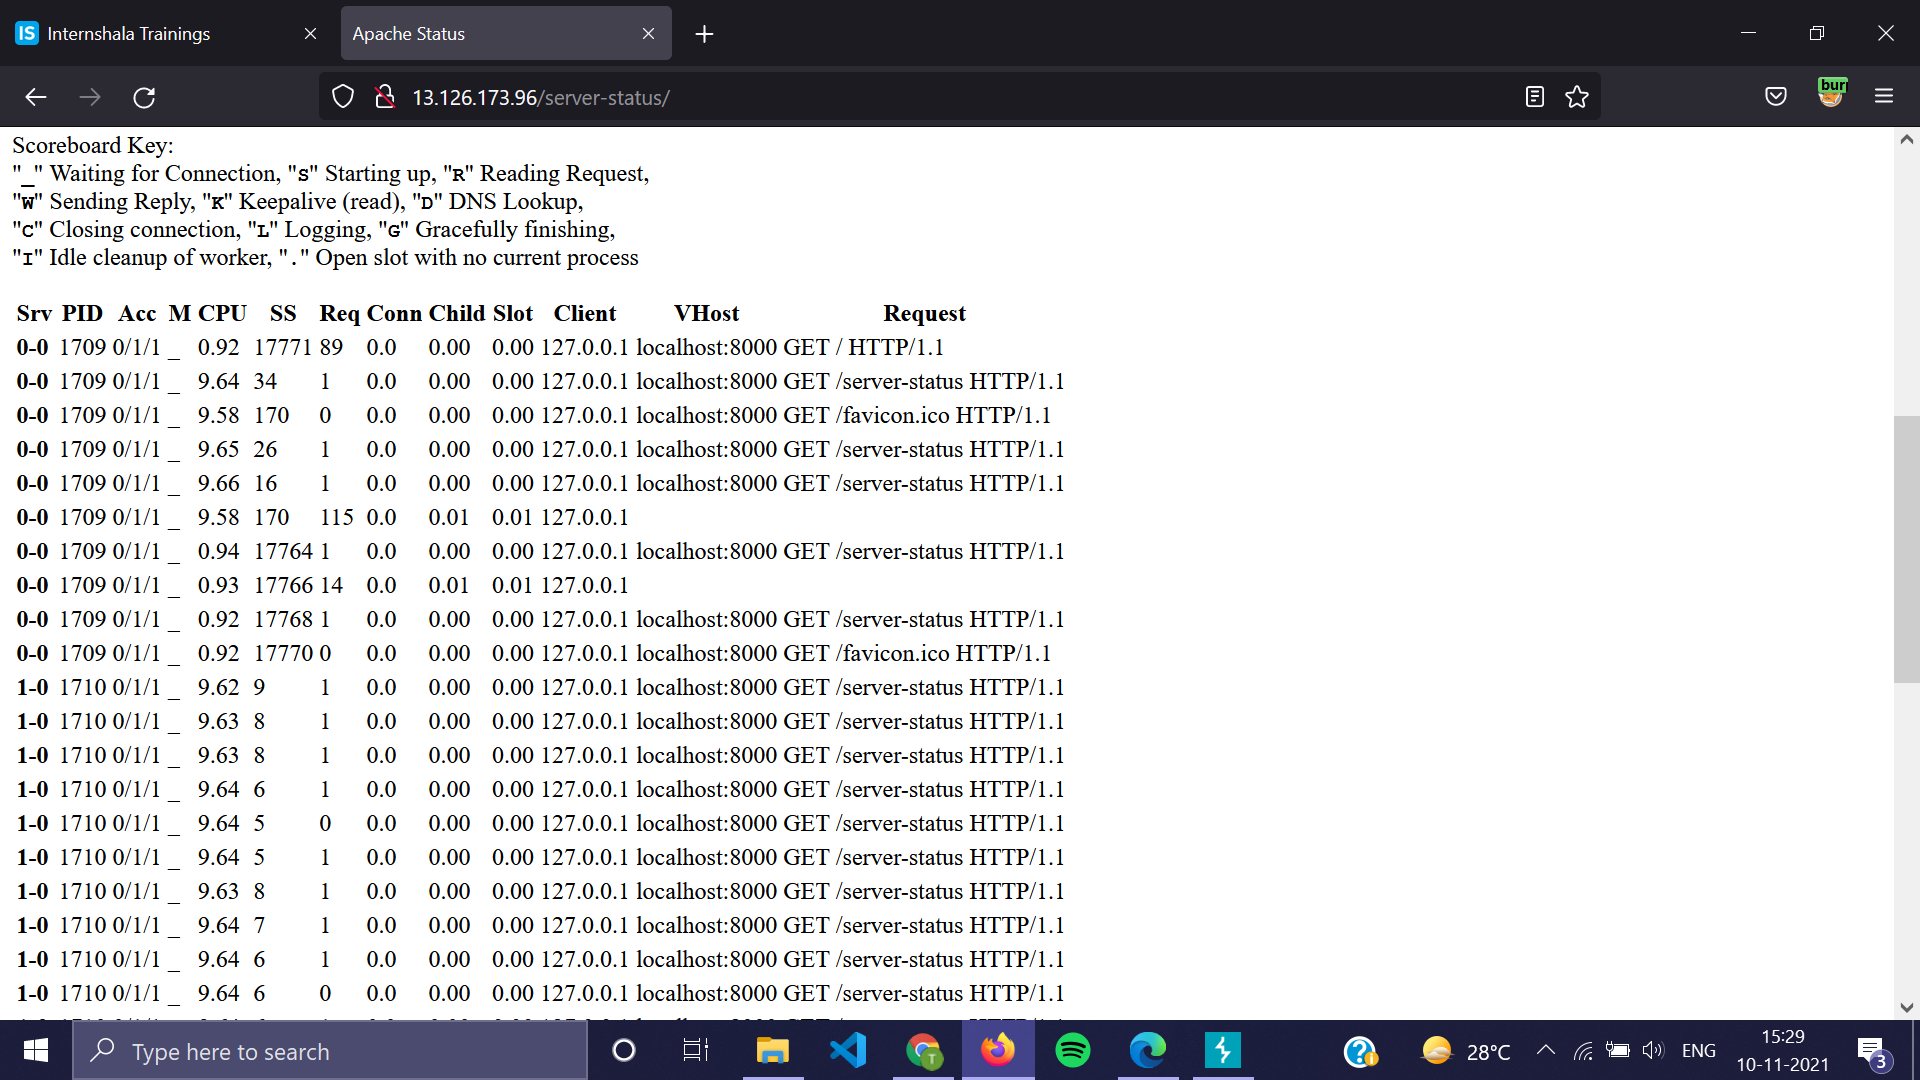 Internshala Trainings
Apache Status
13.126.173.96/server-status/
Scoreboard Key:
"_" Waiting for Connection, "S" Starting up, "R" Reading Request,
"W" Sending Reply, "K" Keepalive (read), "D" DNS Lookup,
"C" Closing connection, "L" Logging, "G" Gracefully finishing,
"I" Idle cleanup of worker, "." Open slot with no current process
Srv PID Acc M CPU SS Req Conn Child Slot Client VHost Request
0-0 1709 0/1/1 _ 0.92 17771 89 0.0 0.00 0.00 127.0.0.1 localhost:8000 GET / HTTP/1.1
0-0 1709 0/1/1 _ 9.64 34 1 0.0 0.00 0.00 127.0.0.1 localhost:8000 GET /server-status HTTP/1.1
0-0 1709 0/1/1 _ 9.58 170 0 0.0 0.00 0.00 127.0.0.1 localhost:8000 GET /favicon.ico HTTP/1.1
0-0 1709 0/1/1 _ 9.65 26 1 0.0 0.00 0.00 127.0.0.1 localhost:8000 GET /server-status HTTP/1.1
0-0 1709 0/1/1 _ 9.66 16 1 0.0 0.00 0.00 127.0.0.1 localhost:8000 GET /server-status HTTP/1.1
0-0 1709 0/1/1 _ 9.58 170 115 0.0 0.01 0.01 127.0.0.1
0-0 1709 0/1/1 _ 0.94 17764 1 0.0 0.00 0.00 127.0.0.1 localhost:8000 GET /server-status HTTP/1.1
0-0 1709 0/1/1 _ 0.93 17766 14 0.0 0.01 0.01 127.0.0.1
0-0 1709 0/1/1 _ 0.92 17768 1 0.0 0.00 0.00 127.0.0.1 localhost:8000 GET /server-status HTTP/1.1
0-0 1709 0/1/1 _ 0.92 17770 0 0.0 0.00 0.00 127.0.0.1 localhost:8000 GET /favicon.ico HTTP/1.1
1-0 1710 0/1/1 _ 9.62 9 1 0.0 0.00 0.00 127.0.0.1 localhost:8000 GET /server-status HTTP/1.1
1-0 1710 0/1/1 _ 9.63 8 1 0.0 0.00 0.00 127.0.0.1 localhost:8000 GET /server-status HTTP/1.1
1-0 1710 0/1/1 _ 9.63 8 1 0.0 0.00 0.00 127.0.0.1 localhost:8000 GET /server-status HTTP/1.1
1-0 1710 0/1/1 _ 9.64 6 1 0.0 0.00 0.00 127.0.0.1 localhost:8000 GET /server-status HTTP/1.1
1-0 1710 0/1/1 _ 9.64 5 0 0.0 0.00 0.00 127.0.0.1 localhost:8000 GET /server-status HTTP/1.1
1-0 1710 0/1/1 _ 9.64 5 1 0.0 0.00 0.00 127.0.0.1 localhost:8000 GET /server-status HTTP/1.1
1-0 1710 0/1/1 _ 9.63 8 1 0.0 0.00 0.00 127.0.0.1 localhost:8000 GET /server-status HTTP/1.1
1-0 1710 0/1/1 _ 9.64 7 1 0.0 0.00 0.00 127.0.0.1 localhost:8000 GET /server-status HTTP/1.1
1-0 1710 0/1/1 _ 9.64 6 1 0.0 0.00 0.00 127.0.0.1 localhost:8000 GET /server-status HTTP/1.1
1-0 1710 0/1/1 _ 9.64 6 0 0.0 0.00 0.00 127.0.0.1 localhost:8000 GET /server-status HTTP/1.1
Type here to search
28°C
ENG
15:29
10-11-2021
3